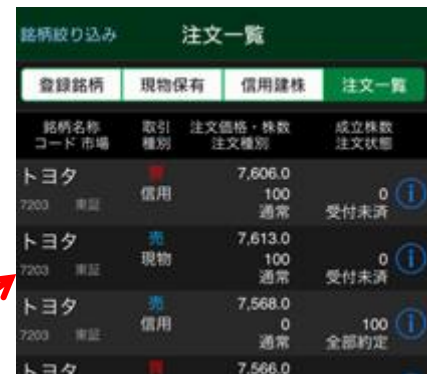 銘柄絞り込み 注文一覧
登録銘柄 現物保有 信用建株 注文一覧
銘柄名称 取引 注文価格・株数 成立株数
コード 市場 種別 注文種別 注文状態
トヨタ 買 7,606.0
信用 100 0
7203 東証 通常 受付未済
トヨタ 売 7,613.0
現物 100 0
7203 東証 通常 受付未済
トヨタ 売 7,568.0
信用 0 100
7203 東証 通常 全部約定
トヨタ 買 7,566.0